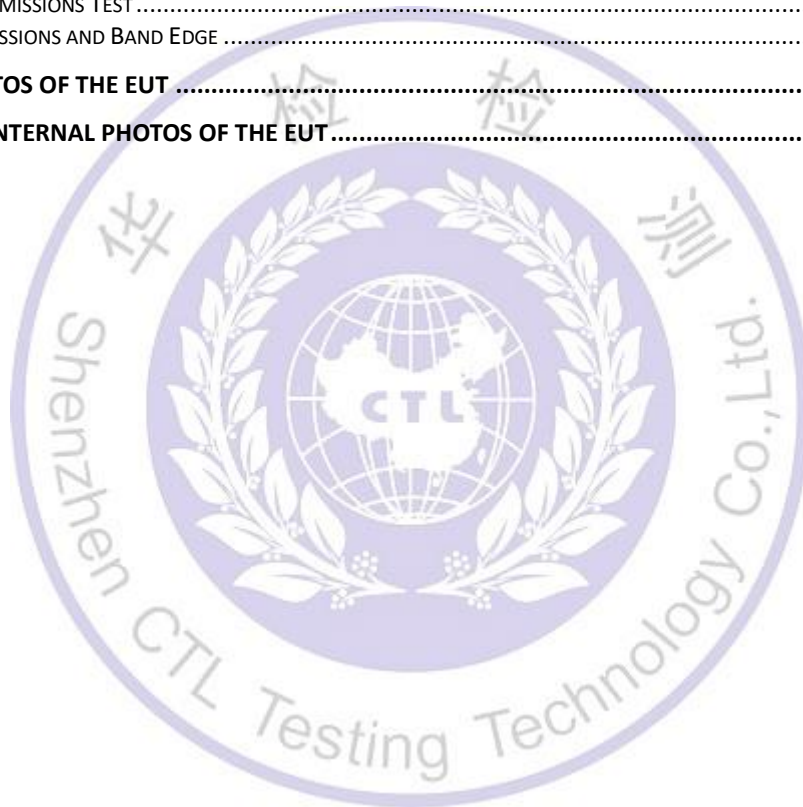 MISSIONS TEST
SSIONS AND BAND EDGE
TOS OF THE EUT
NTERNAL PHOTOS OF THE EUT
华 检 检 测
Shenzhen CTL Testing Technology Co.,Ltd.
CTL